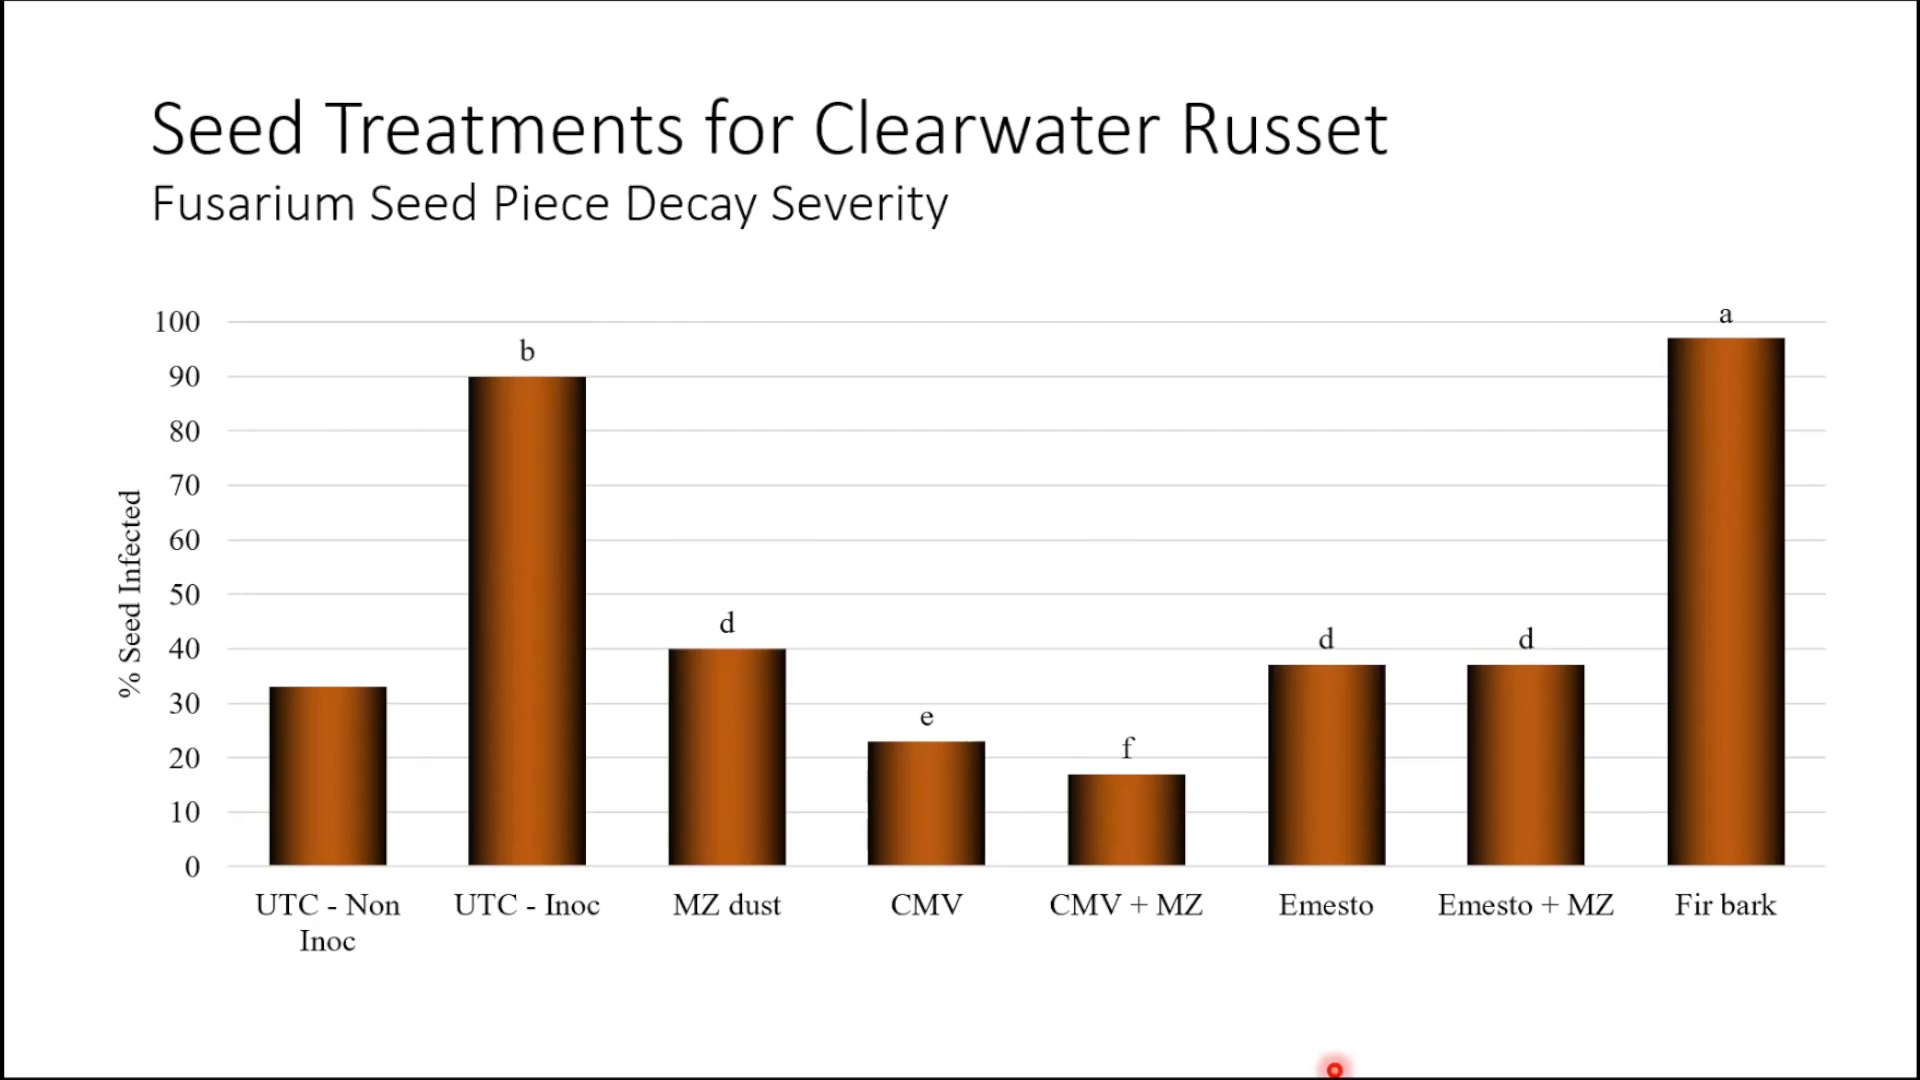 Seed Treatments for Clearwater Russet
Fusarium Seed Piece Decay Severity
% Seed Infected
100
90
80
70
60
50
40
30
20
10
0
b
d
e
f
d
d
a
UTC - Non
Inoc
UTC - Inoc
MZ dust
CMV
CMV + MZ
Emesto
Emesto + MZ
Fir bark